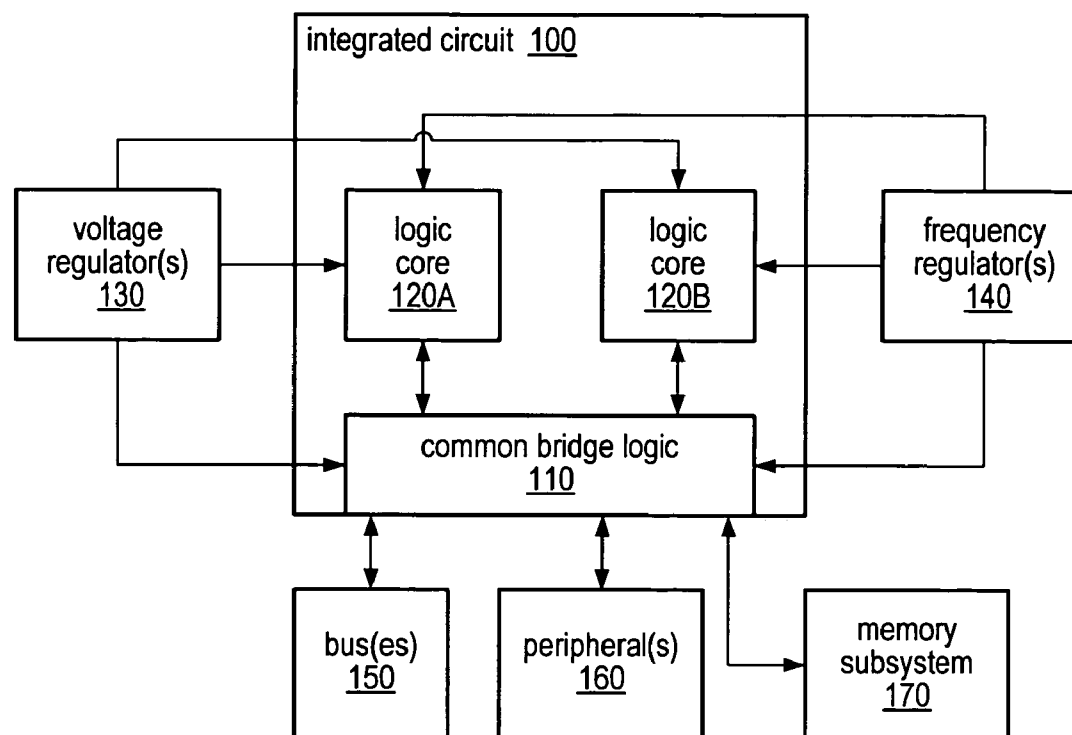 integrated circuit 100
voltage
regulator(s)
130
logic
core
120A
logic
core
120B
frequency
regulator(s)
140
common bridge logic
110
bus(es)
150
peripheral(s)
160
memory
subsystem
170